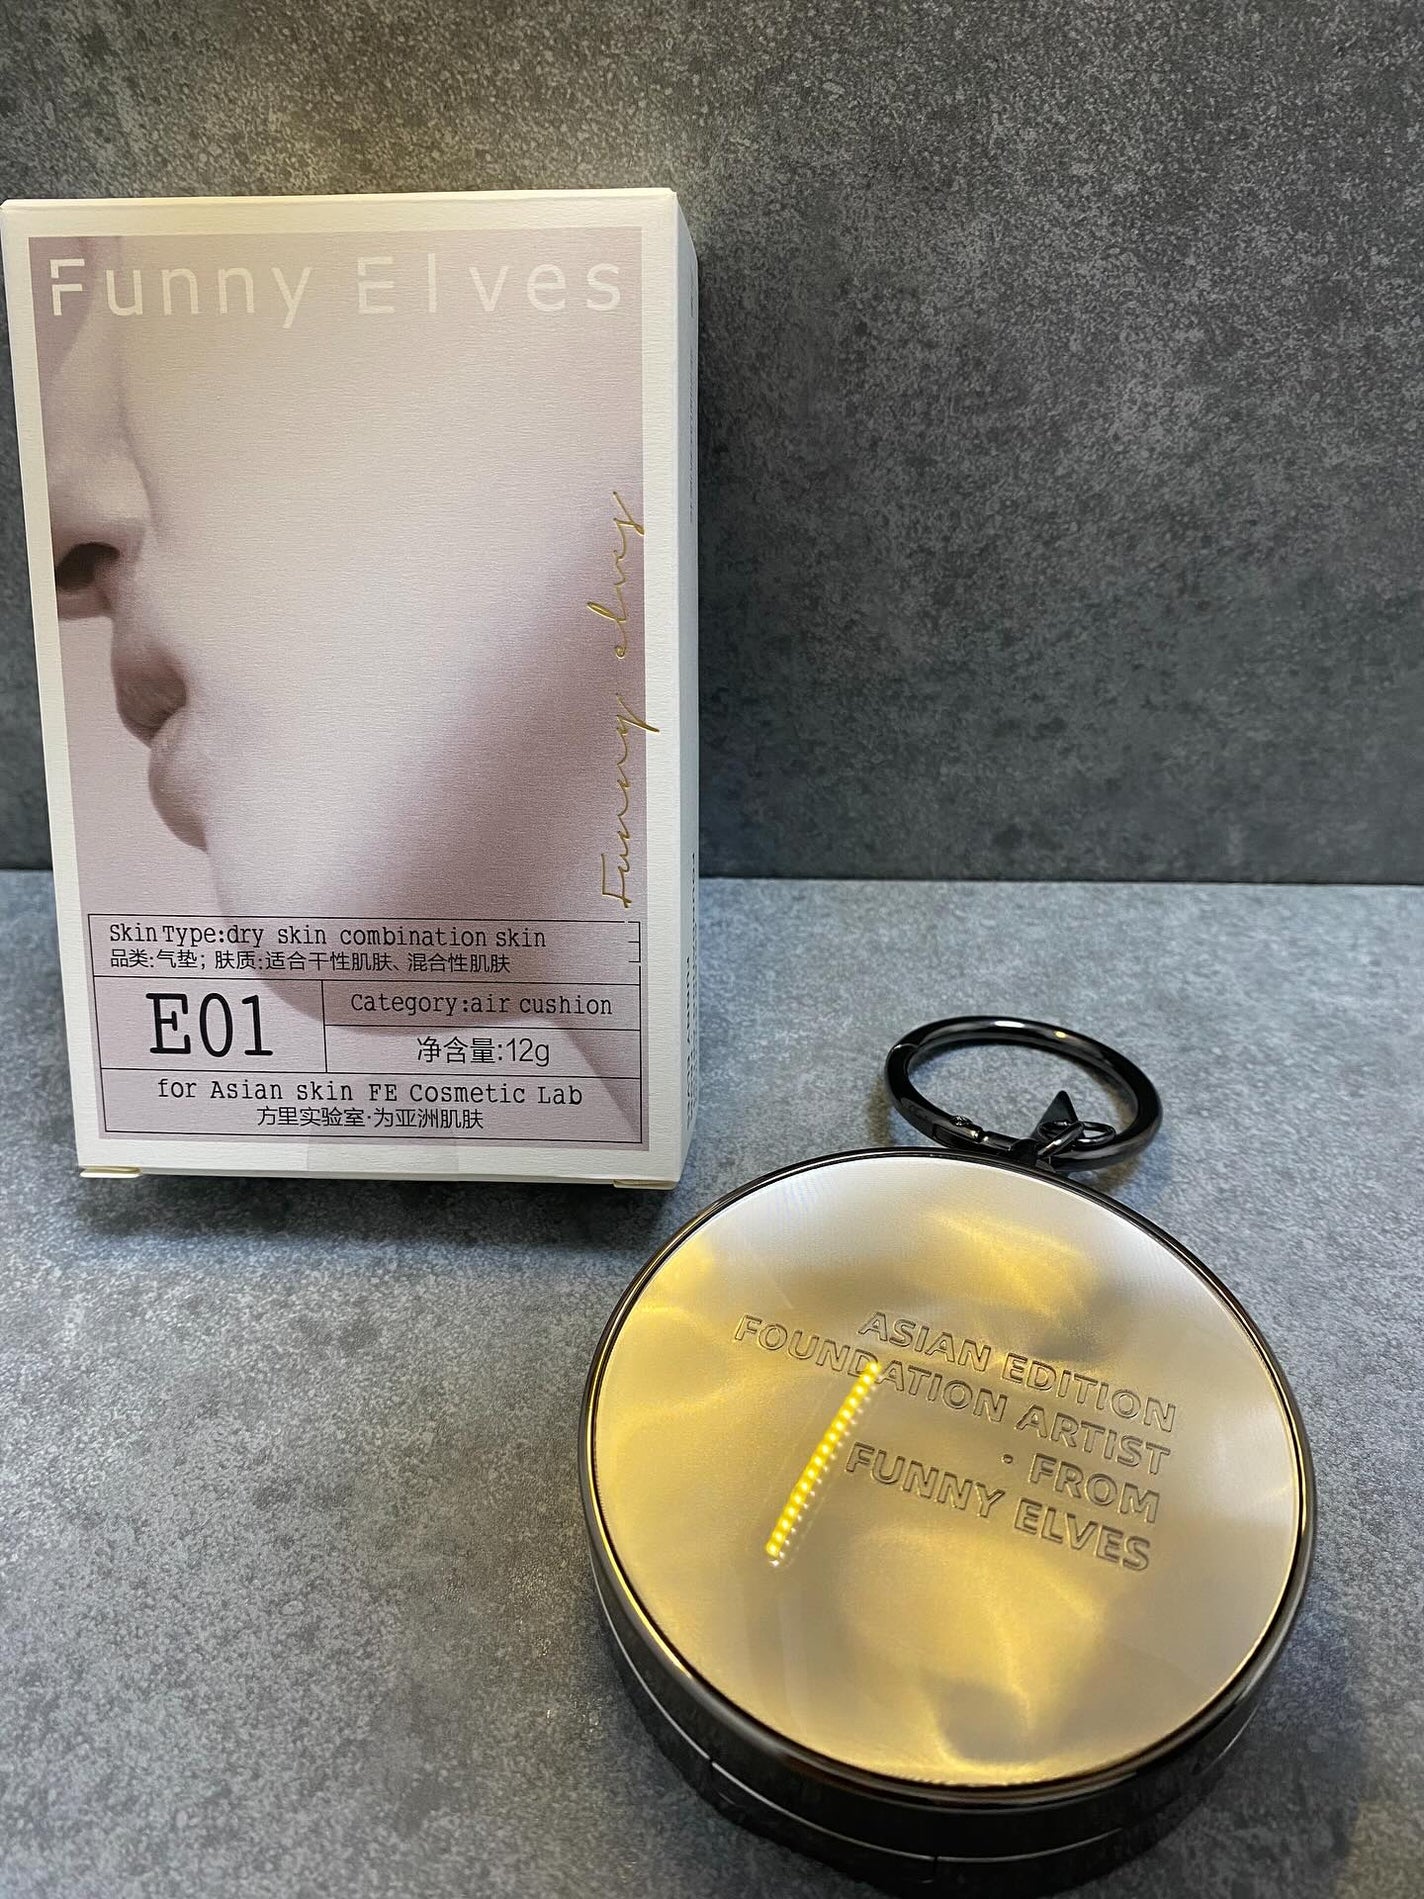 Funny Elves
Funny elves
Skin Type:dry skin combination skin
品类:气垫; 肤质:适合干性肌肤、混合性肌肤
E01
Category:air cushion
净含量:12g
for Asian skin FE Cosmetic Lab
方里实验室·为亚洲肌肤
ASIAN EDITION
FOUNDATION ARTIST
· FROM
FUNNY ELVES